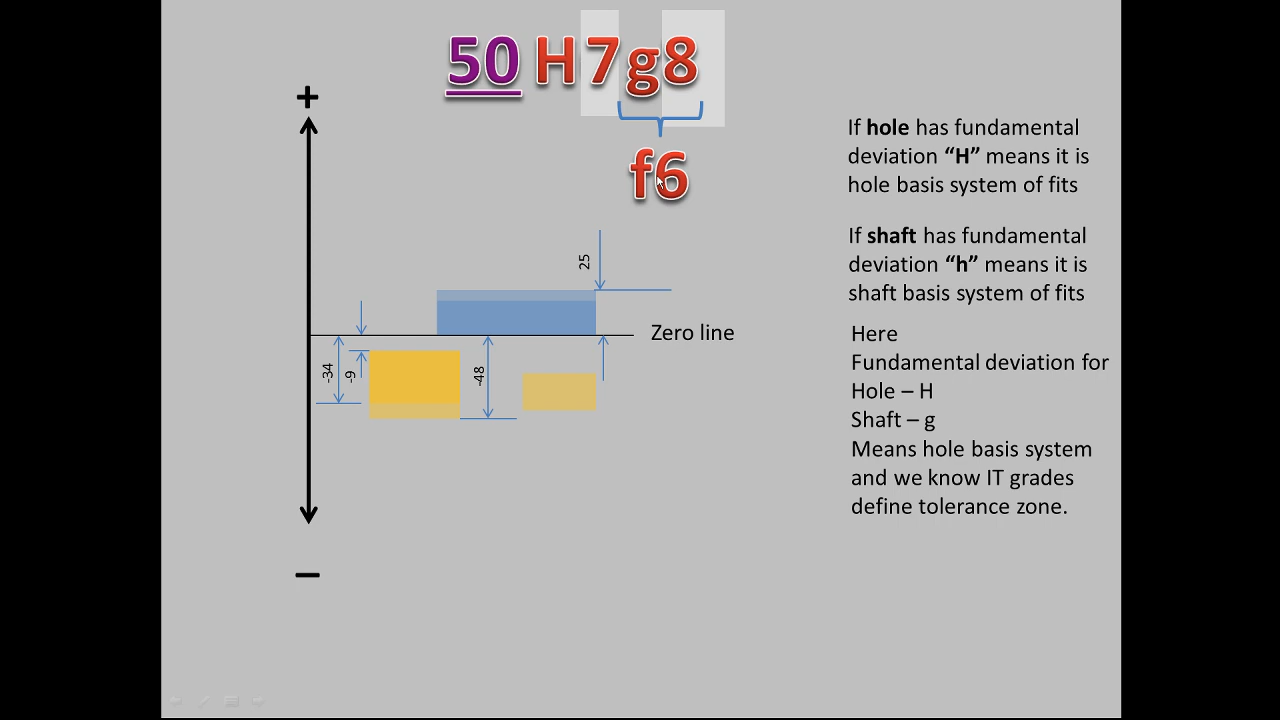 50 H7g8
+
f6
If hole has fundamental
deviation “H” means it is
hole basis system of fits
If shaft has fundamental
deviation “h” means it is
shaft basis system of fits
25
Zero line
-34
-9
-48
Here
Fundamental deviation for
Hole – H
Shaft – g
Means hole basis system
and we know IT grades
define tolerance zone.
–